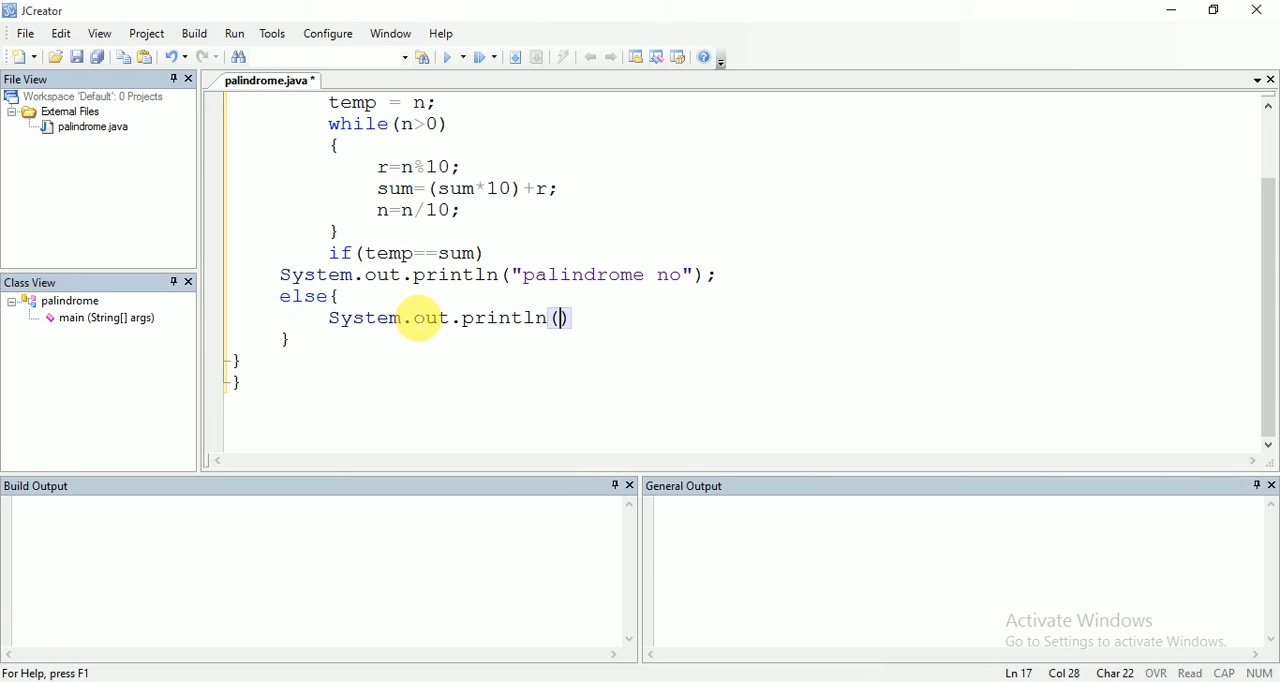 JCreator
File Edit View Project Build Run Tools Configure Window Help
File View
palindrome.java *
Workspace 'Default': 0 Projects
External Files
palindrome.java
temp = n;
while(n>0)
{
r=n%10;
sum=(sum*10)+r;
n=n/10;
}
if(temp==sum)
System.out.println("palindrome no");
else{
System.out.println()
}
}
}
Class View
palindrome
main (String[] args)
Build Output
General Output
Activate Windows
Go to Settings to activate Windows.
For Help, press F1
Ln 17 Col 28 Char 22 OVR Read CAP NUM